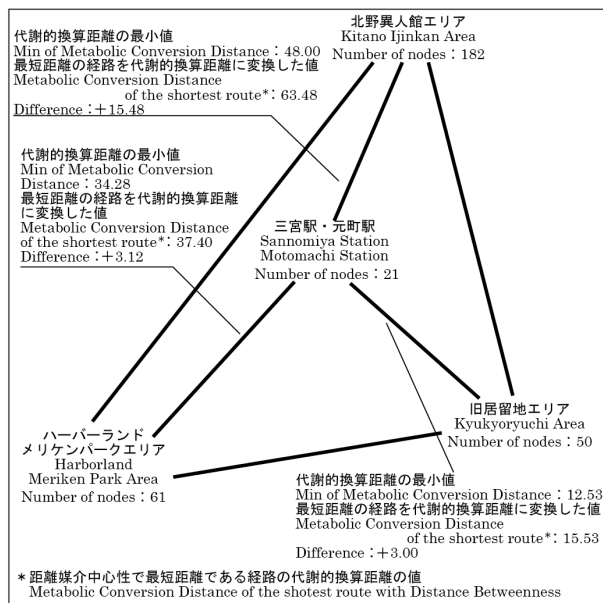 北野異人館エリア
Kitano Ijinkan Area
Number of nodes：182
代謝的換算距離の最小値
Min of Metabolic Conversion Distance：48.00
最短距離の経路を代謝的換算距離に変換した値
Metabolic Conversion Distance
of the shortest route*: 63.48
Difference：＋15.48
代謝的換算距離の最小値
Min of Metabolic Conversion
Distance：34.28
最短距離の経路を代謝的換算距離
に変換した値
Metabolic Conversion Distance
of the shortest route*：37.40
Difference：+3.12
三宮駅・元町駅
Sannomiya Station
Motomachi Station
Number of nodes：21
旧居留地エリア
Kyukyoryuchi Area
Number of nodes：50
ハーバーランド
メリケンパークエリア
Harborland
Meriken Park Area
Number of nodes：61
代謝的換算距離の最小値
Min of Metabolic Conversion Distance：12.53
最短距離の経路を代謝的換算距離に変換した値
Metabolic Conversion Distance
of the shortest route*：15.53
Difference：+3.00
* 距離媒介中心性で最短距離である経路の代謝的換算距離の値
Metabolic Conversion Distance of the shotest route with Distance Betweenness